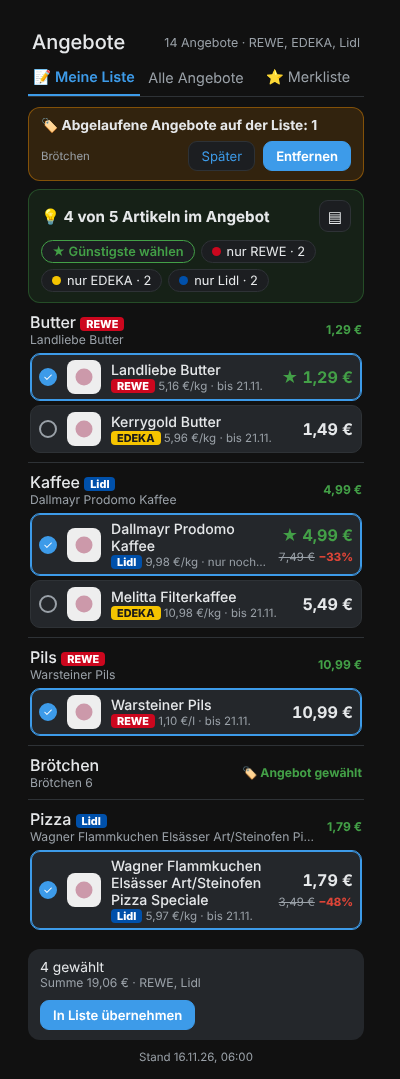 Angebote
14 Angebote · REWE, EDEKA, Lidl
📝 Meine Liste
Alle Angebote
⭐ Merkliste
🏷️ Abgelaufene Angebote auf der Liste: 1
Brötchen
Später
Entfernen
💡 4 von 5 Artikeln im Angebot
★ Günstigste wählen
nur REWE · 2
nur EDEKA · 2
nur Lidl · 2
Butter REWE
1,29 €
Landliebe Butter
Landliebe Butter
★ 1,29 €
REWE 5,16 €/kg · bis 21.11.
Kerrygold Butter
1,49 €
EDEKA 5,96 €/kg · bis 21.11.
Kaffee Lidl
4,99 €
Dallmayr Prodomo Kaffee
Dallmayr Prodomo
Kaffee
★ 4,99 €
Lidl 9,98 €/kg · nur noch...
7,49 € −33%
Melitta Filterkaffee
5,49 €
EDEKA 10,98 €/kg · bis 21.11.
Pils REWE
10,99 €
Warsteiner Pils
Warsteiner Pils
10,99 €
REWE 1,10 €/l · bis 21.11.
Brötchen
🏷️ Angebot gewählt
Brötchen 6
Pizza Lidl
1,79 €
Wagner Flammkuchen Elsässer Art/Steinofen Pi...
Wagner Flammkuchen
Elsässer Art/Steinofen
Pizza Speciale
1,79 €
3,49 € −48%
Lidl 5,97 €/kg · bis 21.11.
4 gewählt
Summe 19,06 € · REWE, Lidl
In Liste übernehmen
Stand 16.11.26, 06:00